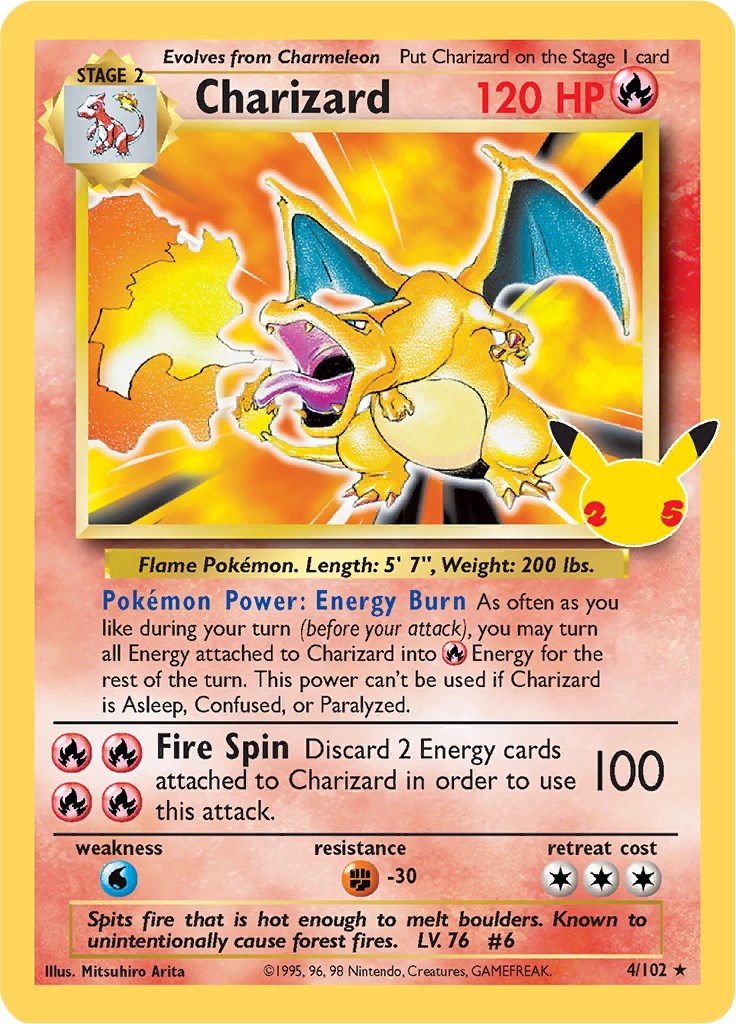 Evolves from Charmeleon Put Charizard on the Stage 1 card
STAGE 2
Charizard 120 HP
25
Flame Pokémon. Length: 5' 7", Weight: 200 lbs.
Pokémon Power: Energy Burn As often as you
like during your turn (before your attack), you may turn
all Energy attached to Charizard into Energy for the
rest of the turn. This power can't be used if Charizard
is Asleep, Confused, or Paralyzed.
Fire Spin Discard 2 Energy cards
attached to Charizard in order to use
this attack.
100
weakness resistance retreat cost
-30
Spits fire that is hot enough to melt boulders. Known to
unintentionally cause forest fires. LV. 76 #6
Illus. Mitsuhiro Arita ©1995, 96, 98 Nintendo, Creatures, GAMEFREAK. 4/102 ★